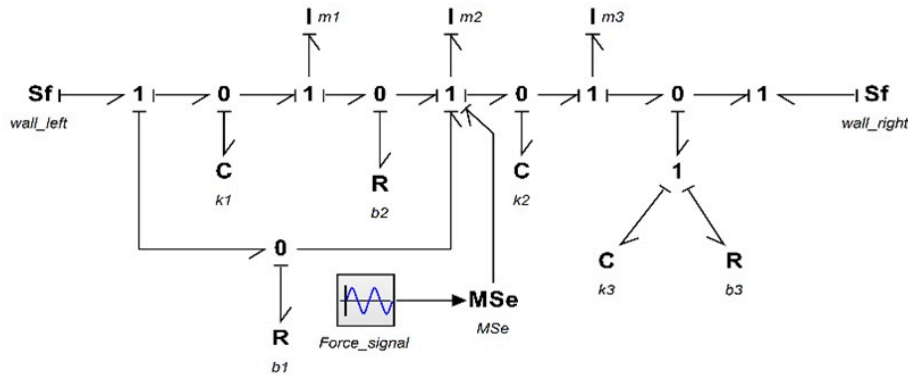 I m1 I m2 I m3
Sf 1 0 1 0 1 0 1 0 1 Sf
wall_left wall_right
C R C 1
k1 b2 k2
0 C R
k3 b3
MSe
R Force_signal MSe
b1